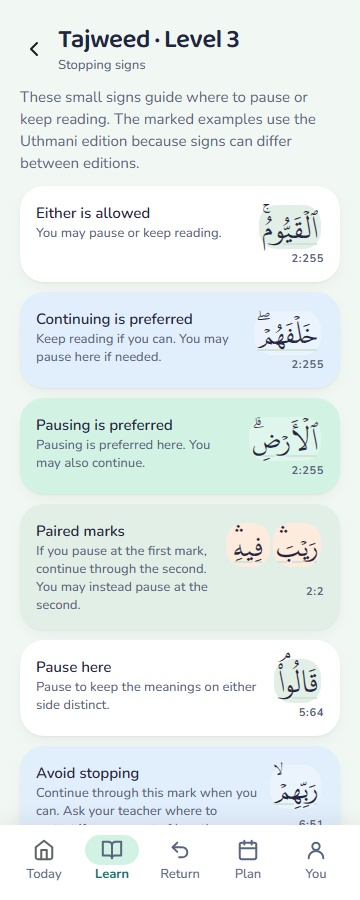 Tajweed · Level 3
Stopping signs
These small signs guide where to pause or
keep reading. The marked examples use the
Uthmani edition because signs can differ
between editions.
Either is allowed
You may pause or keep reading.
ٱلْقَيُّومُۚ
2:255
Continuing is preferred
Keep reading if you can. You may
pause here if needed.
خَلْفَهُمْۖ
2:255
Pausing is preferred
Pausing is preferred here. You
may also continue.
ٱلْأَرْضِۗ
2:255
Paired marks
If you pause at the first mark,
continue through the second.
You may instead pause at the
second.
رَيْبَۛ فِيهِۛ
2:2
Pause here
Pause to keep the meanings on either
side distinct.
قَالُوا۟ۘ
5:64
Avoid stopping
Continue through this mark when you
can. Ask your teacher where to
رَبِّهِمْۙ
6:51
Today
Learn
Return
Plan
You